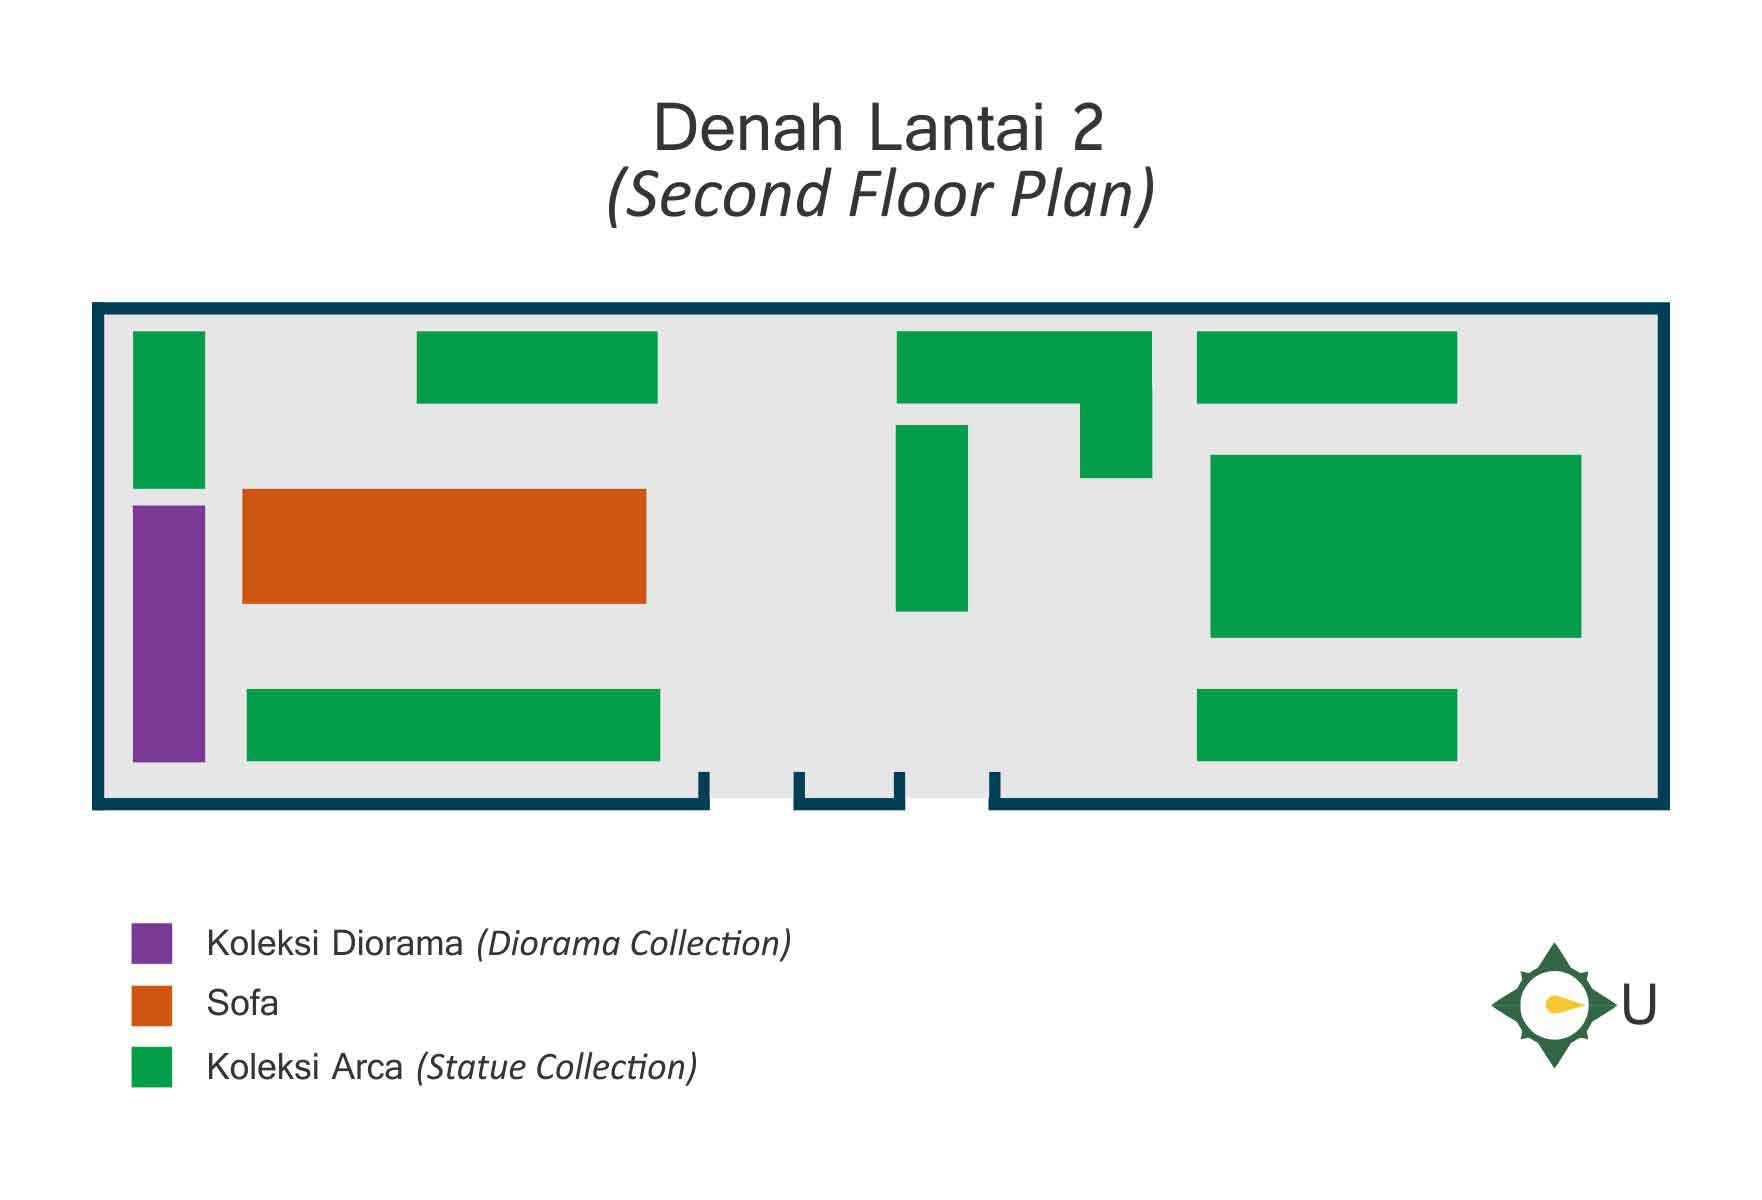 Denah Lantai 2
(Second Floor Plan)
Koleksi Diorama (Diorama Collection)
Sofa
Koleksi Arca (Statue Collection)
U